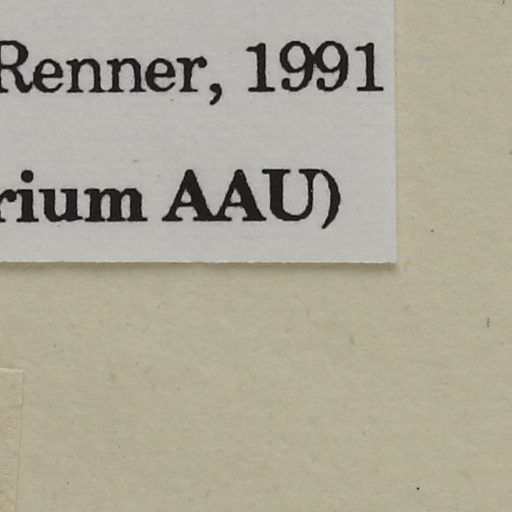 Renner, 1991
rium AAU)